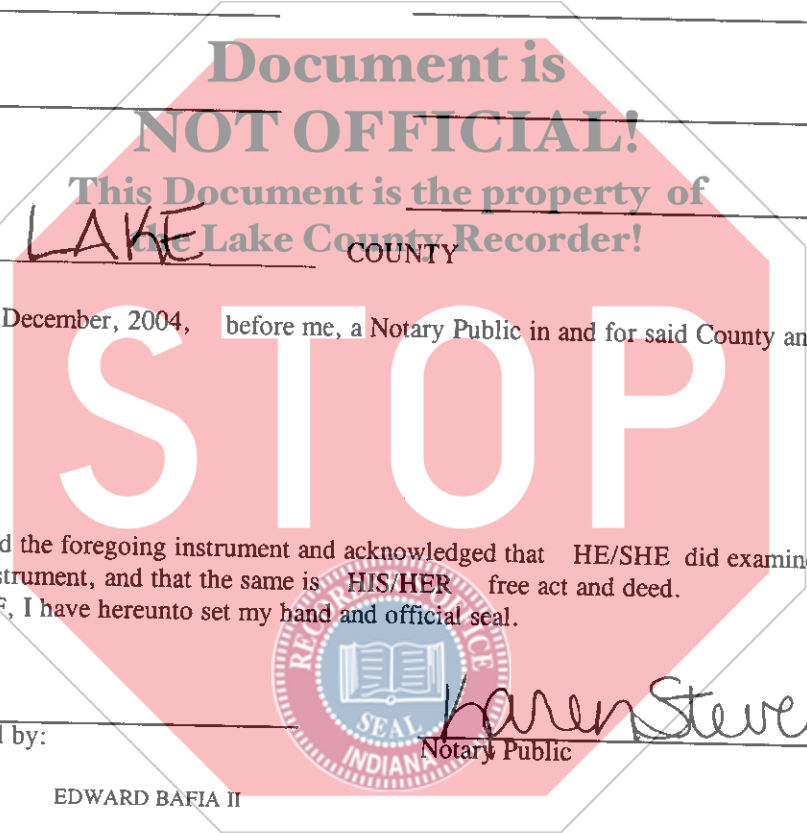 Document is
NOT OFFICIAL!
This Document is the property of
the Lake County Recorder!
LAKE COUNTY
December, 2004, before me, a Notary Public in and for said County an
STOP
d the foregoing instrument and acknowledged that HE/SHE did examin
strument, and that the same is HIS/HER free act and deed.
F, I have hereunto set my hand and official seal.
RECORDER'S OFFICE
SEAL
INDIANA
Karen Steve
l by:
Notary Public
EDWARD BAFIA II